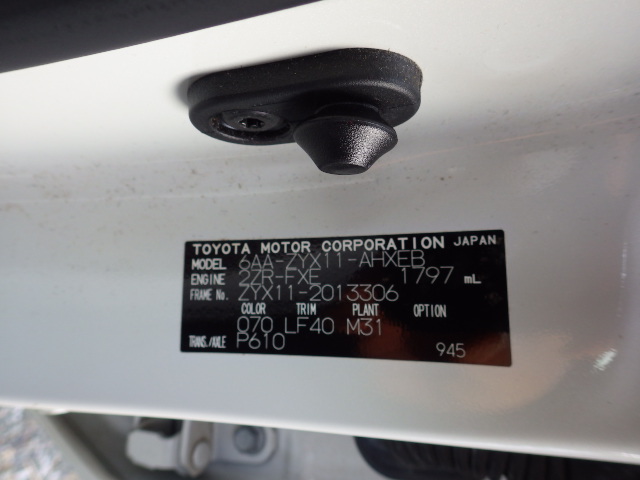 TOYOTA MOTOR CORPORATION JAPAN
MODEL 6AA-ZYX11-AHXEB
ENGINE 2ZR-FXE 1797 mL
FRAME No. ZYX11-2013306
COLOR TRIM PLANT OPTION
070 LF40 M31
TRANS./AXLE P610 945